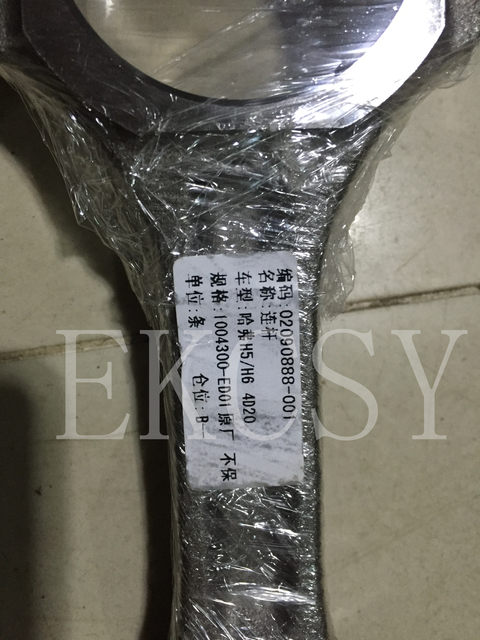 编码:02090888-001
名称:连杆
车型:哈弗H5/H6 4D20
规格:1004300-ED01原厂 不保
单位:条 仓位:B-
EKCSY